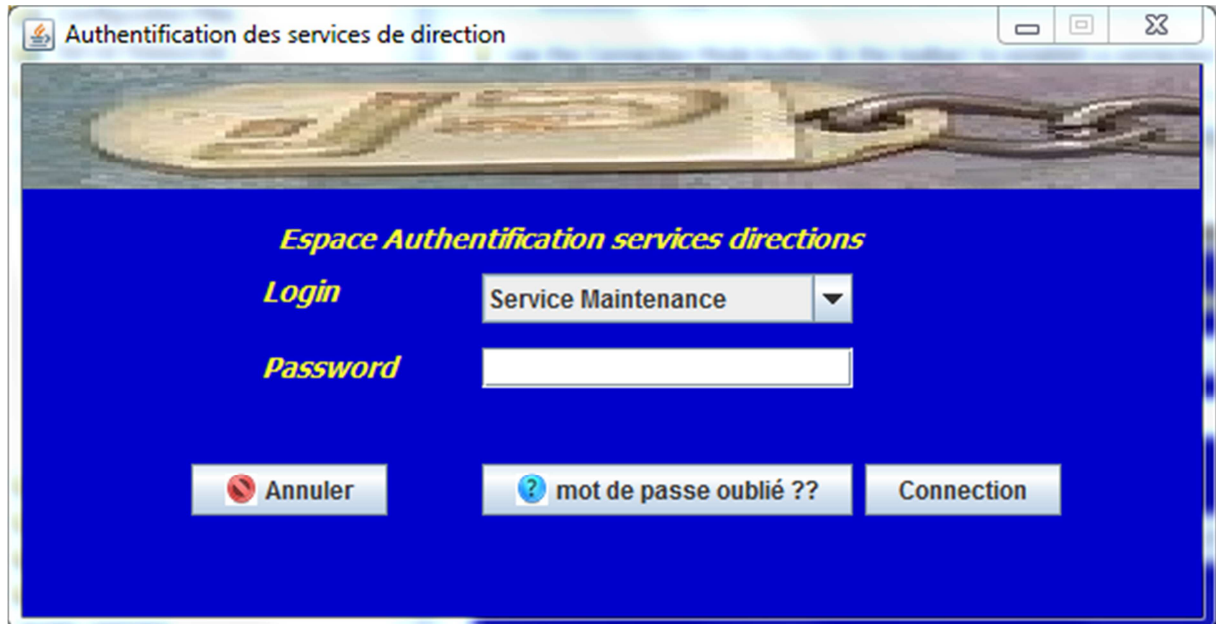 Authentification des services de direction
Espace Authentification services directions
Login
Service Maintenance
Password
Annuler
mot de passe oublié ??
Connection